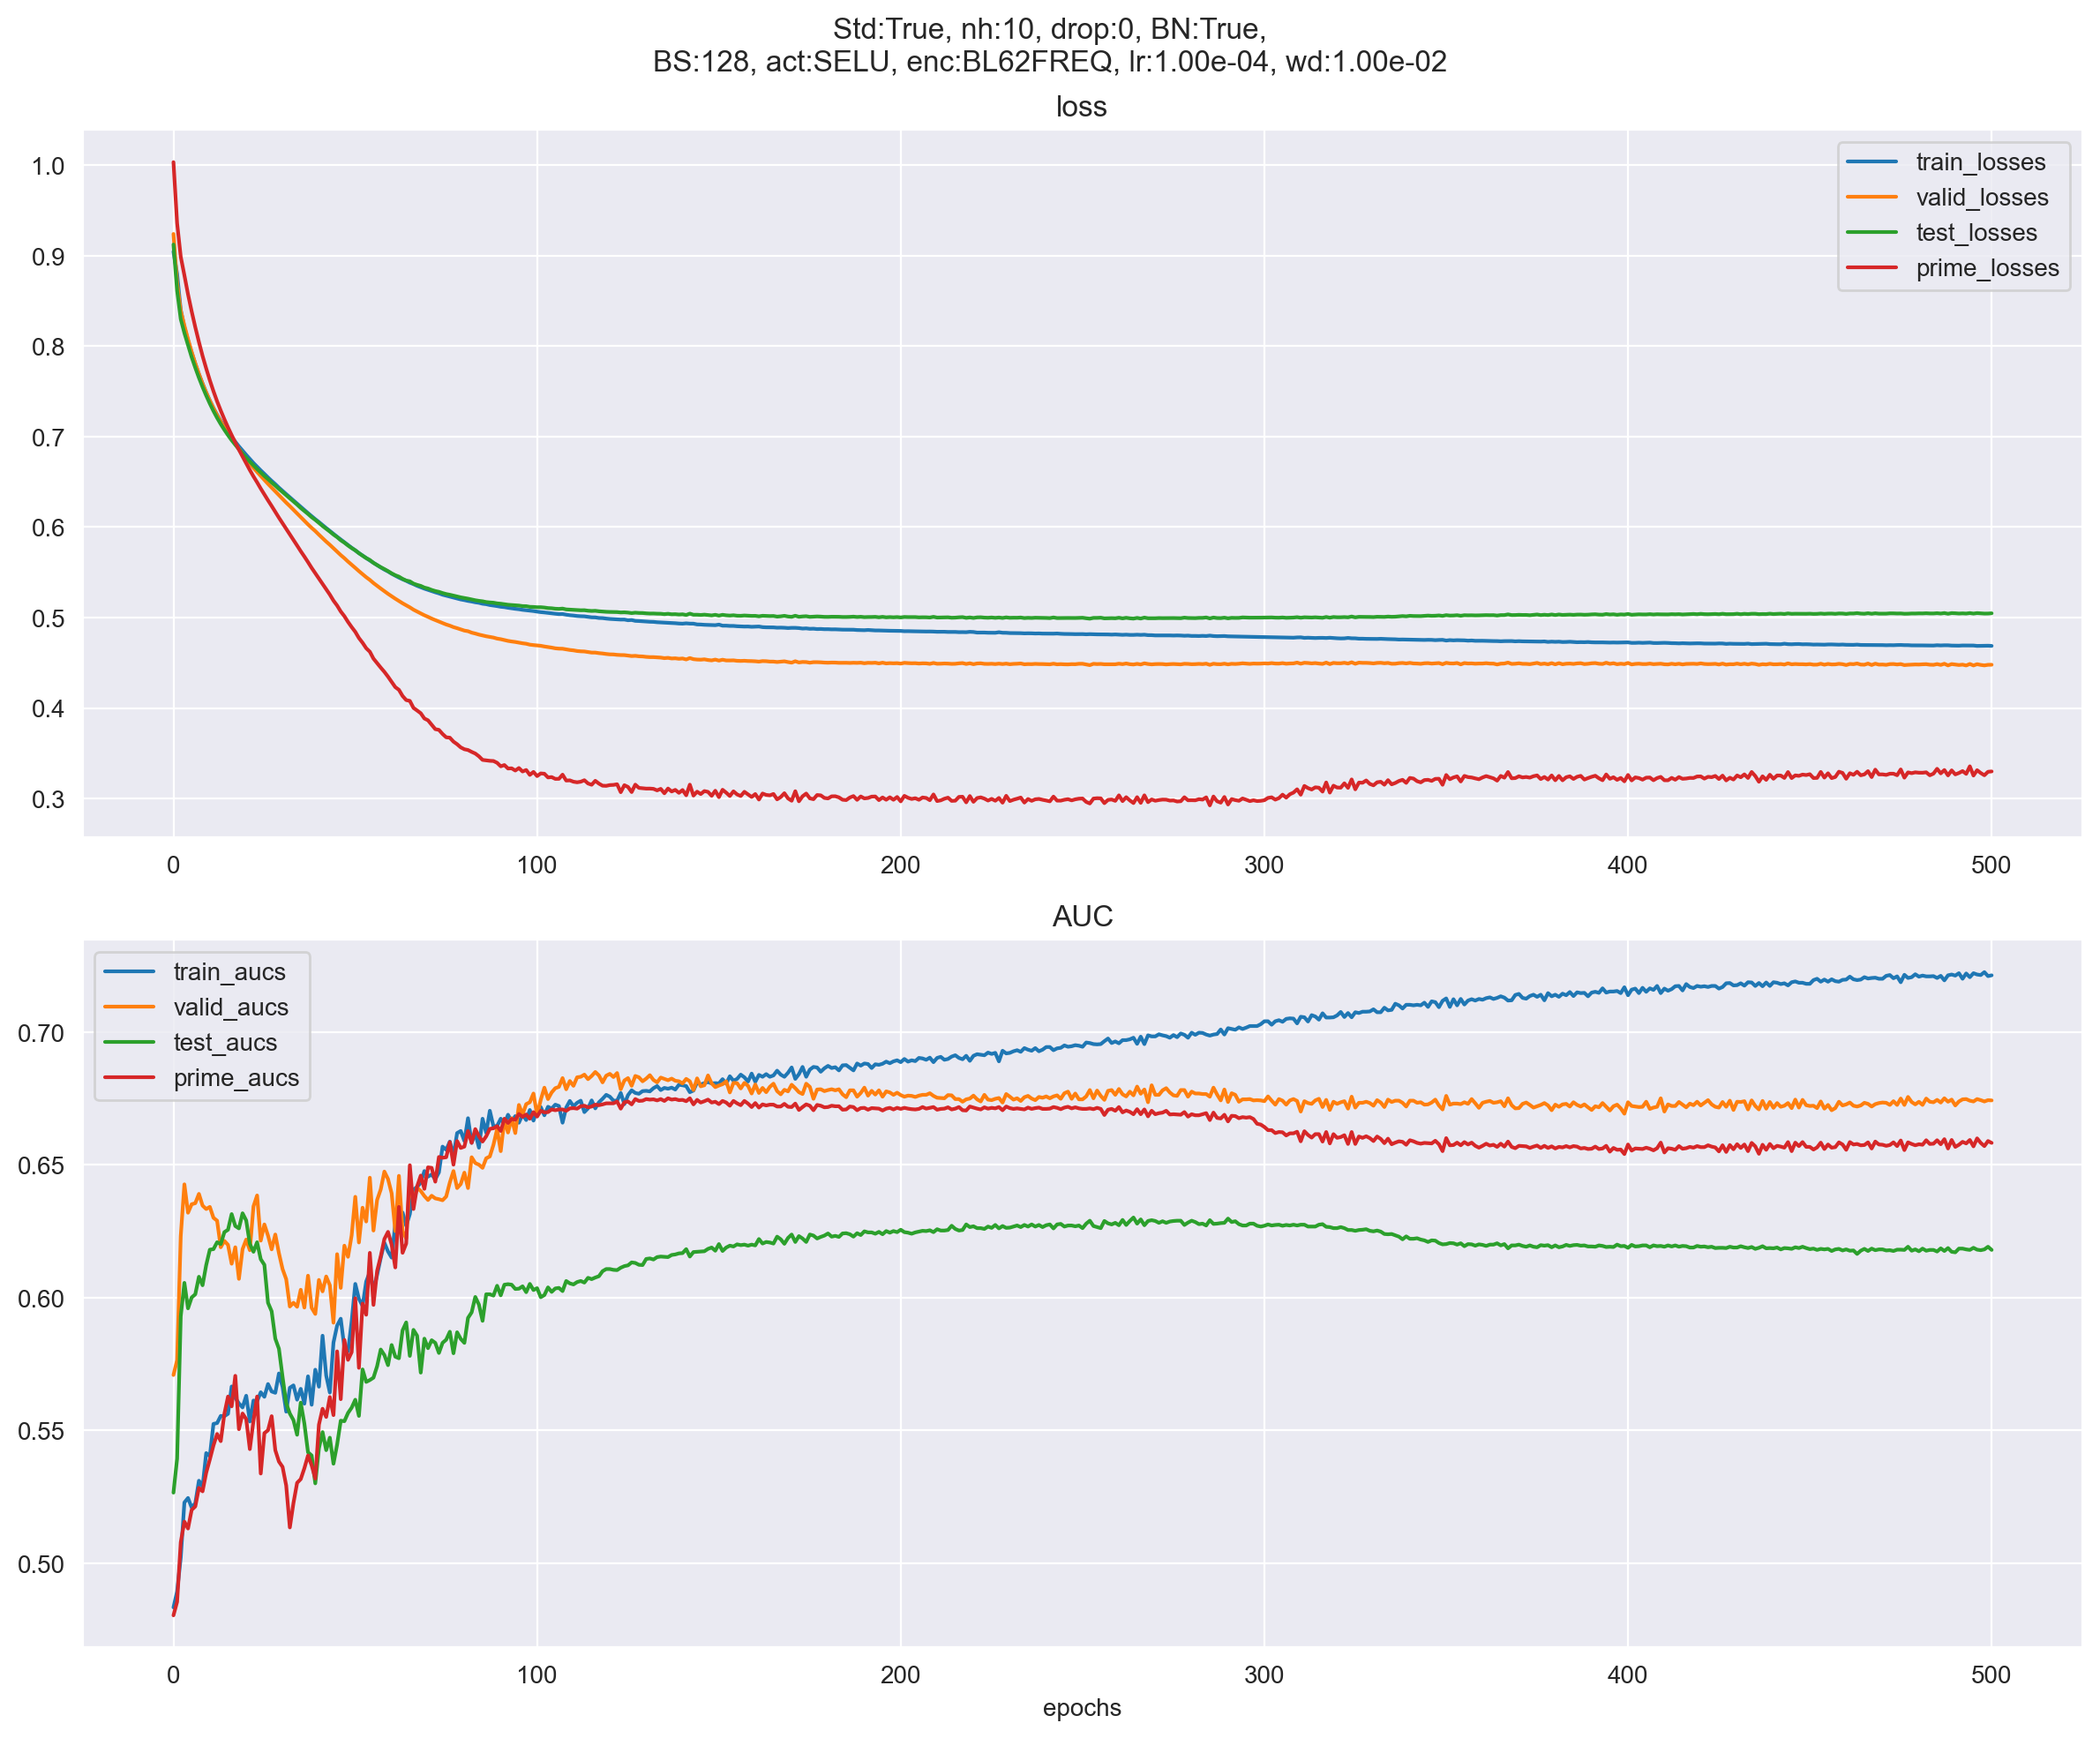 Std:True, nh:10, drop:0, BN:True,
BS:128, act:SELU, enc:BL62FREQ, lr:1.00e-04, wd:1.00e-02
loss
1.0
0.9
0.8
0.7
0.6
0.5
0.4
0.3
train_losses
valid_losses
test_losses
prime_losses
0 100 200 300 400 500
AUC
train_aucs
valid_aucs
test_aucs
prime_aucs
0.70
0.65
0.60
0.55
0.50
0 100 200 300 400 500
epochs